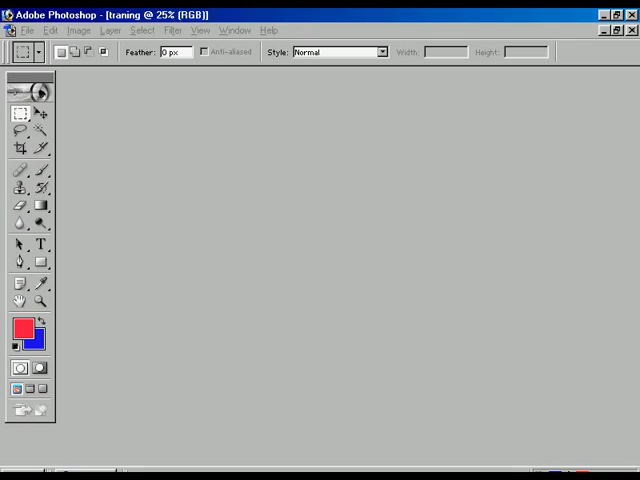 Adobe Photoshop - [traning @ 25% (RGB)]
File Edit Image Layer Select Filter View Window Help
Feather: 0 px Anti-aliased Style: Normal Width: Height:
T